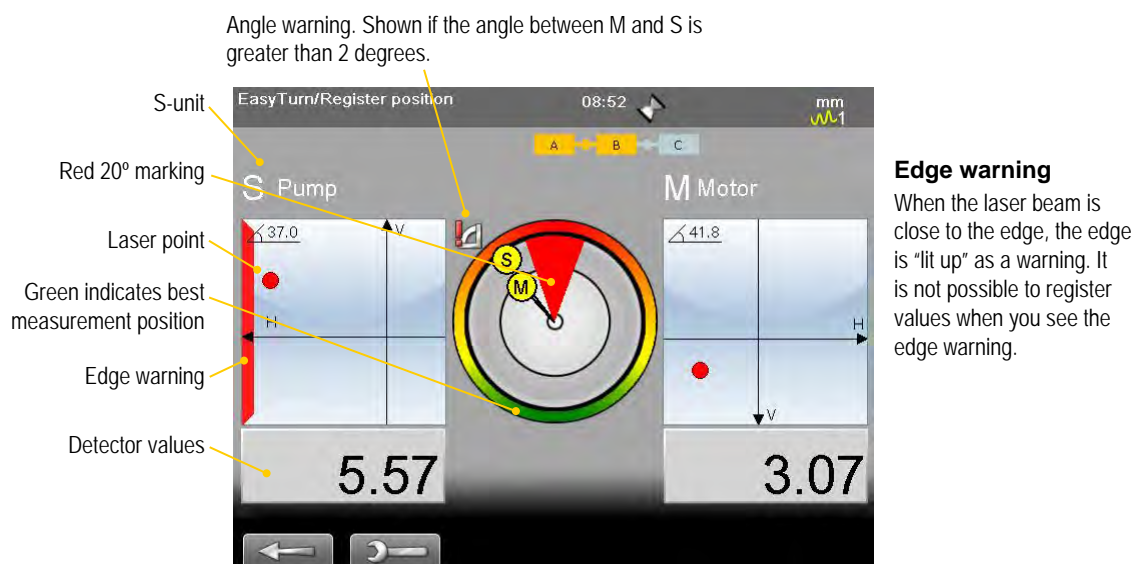 Angle warning. Shown if the angle between M and S is
greater than 2 degrees.
S-unit
Red 20º marking
Laser point
Green indicates best
measurement position
Edge warning
Detector values
EasyTurn/Register position
08:52
mm
1
A
B
C
S Pump
M Motor
37.0
V
H
S
M
41.8
H
V
5.57
3.07
Edge warning
When the laser beam is
close to the edge, the edge
is “lit up” as a warning. It
is not possible to register
values when you see the
edge warning.